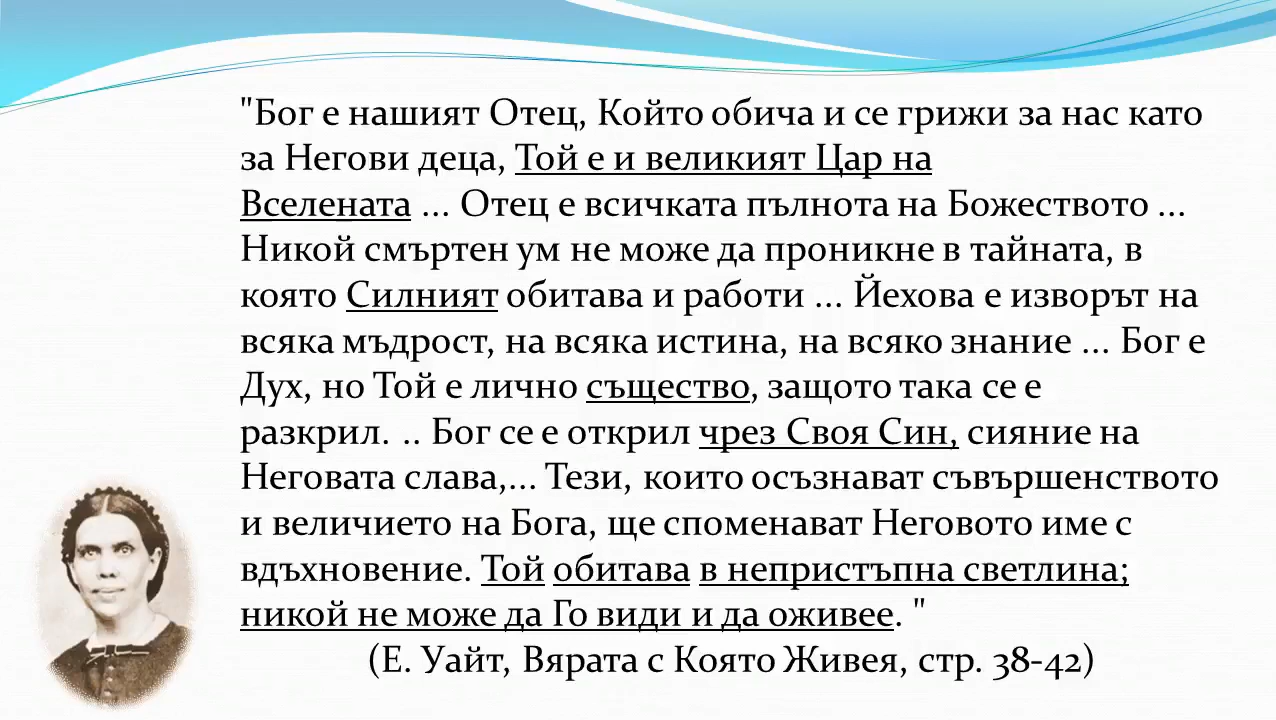 "Бог е нашият Отец, Който обича и се грижи за нас като
за Негови деца, Той е и великият Цар на
Вселената ... Отец е всичката пълнота на Божеството ...
Никой смъртен ум не може да проникне в тайната, в
която Силният обитава и работи ... Йехова е изворът на
всяка мъдрост, на всяка истина, на всяко знание ... Бог е
Дух, но Той е лично същество, защото така се е
разкрил. .. Бог се е открил чрез Своя Син, сияние на
Неговата слава,... Тези, които осъзнават съвършенството
и величието на Бога, ще споменават Неговото име с
вдъхновение. Той обитава в непристъпна светлина;
никой не може да Го види и да оживее. "
(Е. Уайт, Вярата с Която Живея, стр. 38-42)